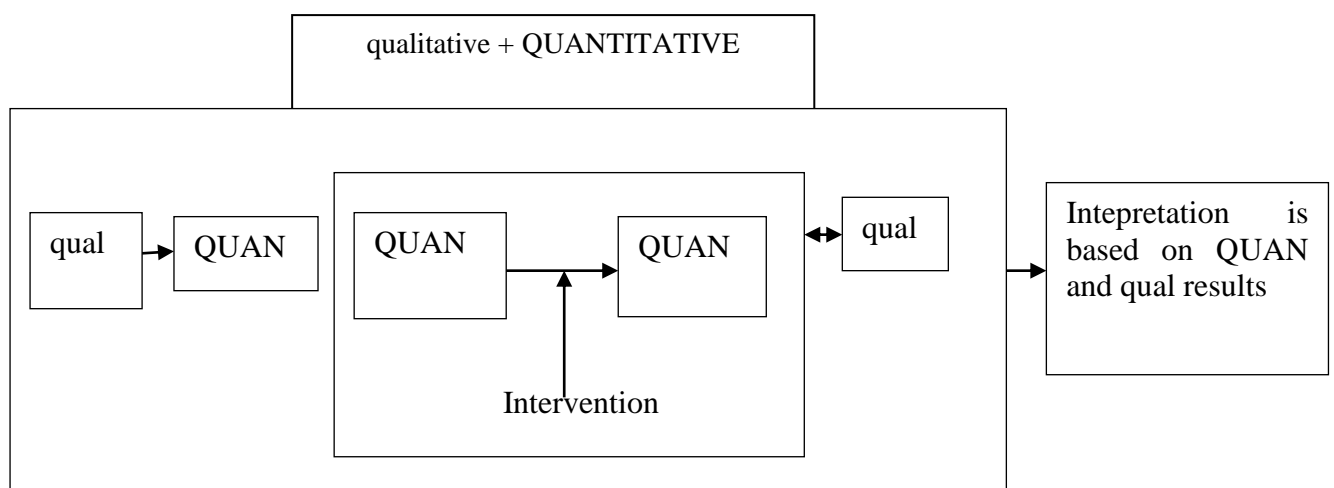 qualitative + QUANTITATIVE
qual
QUAN
QUAN
QUAN
qual
Intervention
Intepretation is
based on QUAN
and qual results